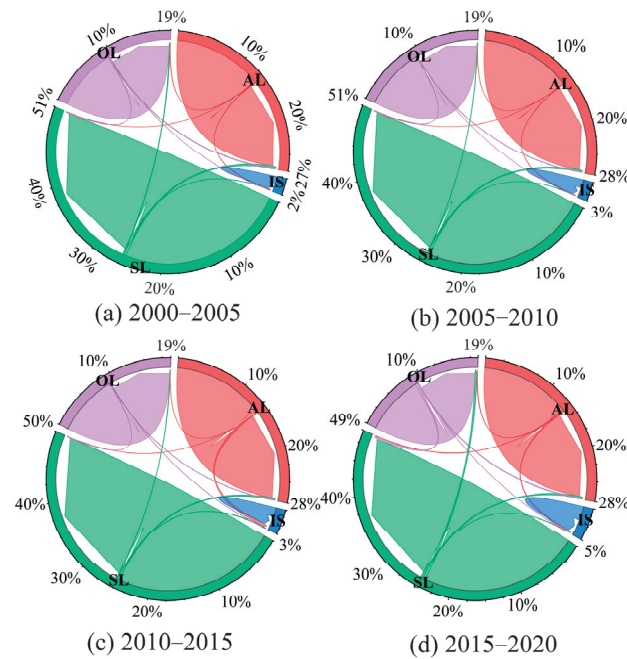 19%
10% 10%
OL
AL
51% 20%
40% IS 27%
2%
30% SL 20% 10%
(a) 2000–2005
19%
10% 10%
OL
AL
51% 20%
40% IS 28%
3%
30% SL 20% 10%
(b) 2005–2010
19%
10% 10%
OL
AL
50% 20%
40% 28%
IS
3%
30% SL 20% 10%
(c) 2010–2015
19%
10% 10%
OL
AL
49% 20%
40% 28%
IS
5%
30% SL 20% 10%
(d) 2015–2020